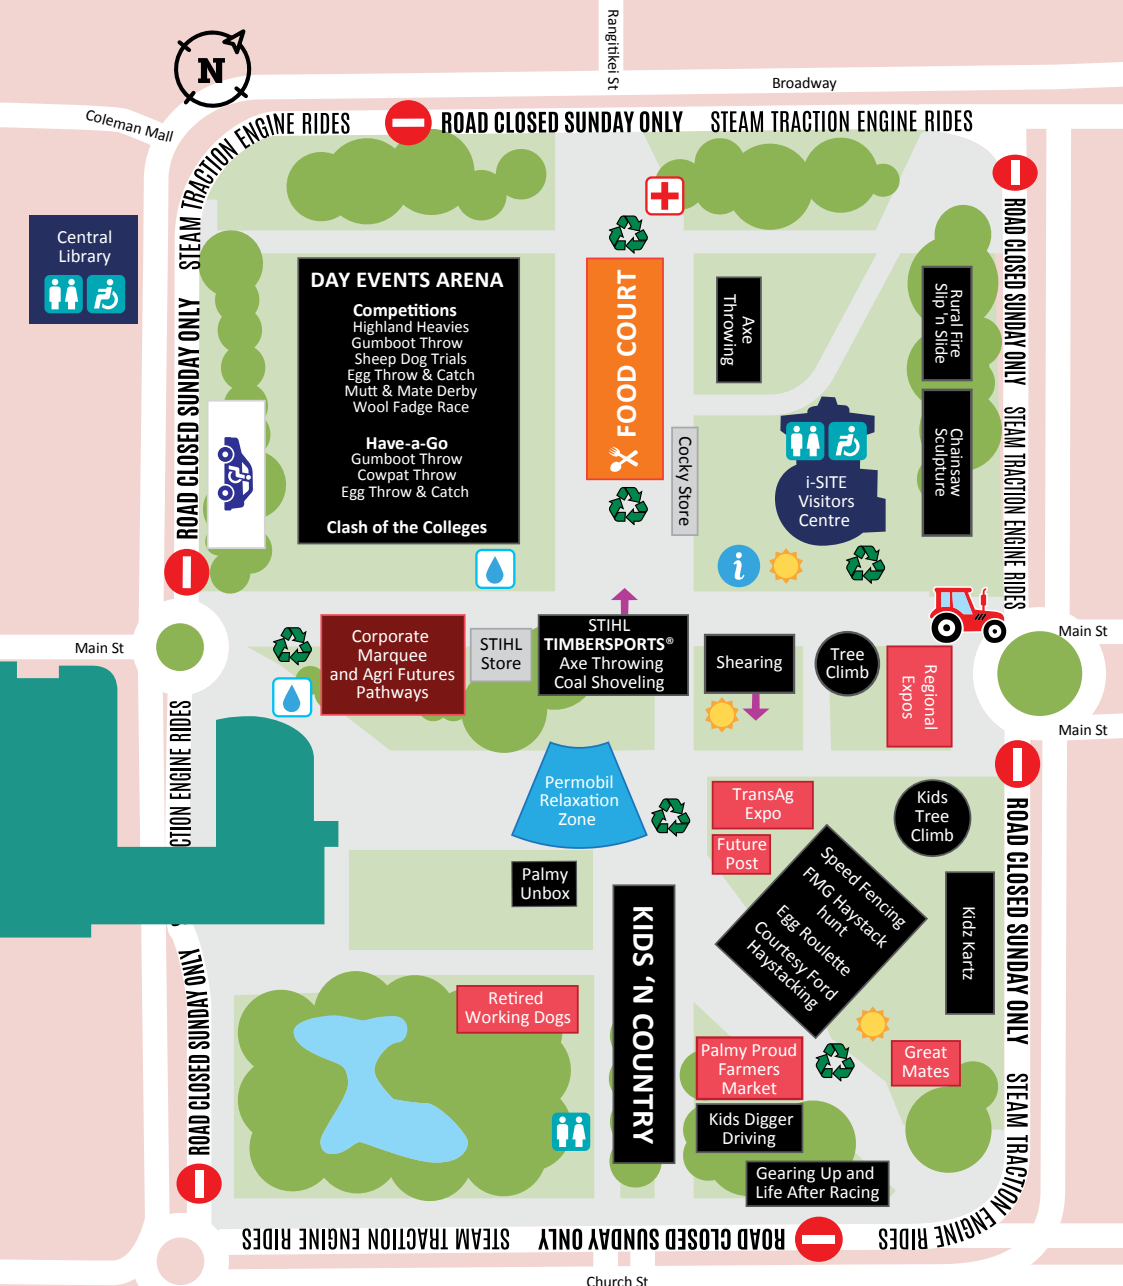 Rangitikei St
Broadway
Coleman Mall
N
STEAM TRACTION ENGINE RIDES
ROAD CLOSED SUNDAY ONLY
STEAM TRACTION ENGINE RIDES
ROAD CLOSED SUNDAY ONLY
STEAM TRACTION ENGINE RIDES
ROAD CLOSED SUNDAY ONLY
Central
Library
DAY EVENTS ARENA
Competitions
Highland Heavies
Gumboot Throw
Sheep Dog Trials
Egg Throw & Catch
Mutt & Mate Derby
Wool Fadge Race
Have-a-Go
Gumboot Throw
Cowpat Throw
Egg Throw & Catch
Clash of the Colleges
FOOD COURT
Cocky Store
Axe
Throwing
Rural Fire
Slip 'n Slide
Chainsaw
Sculpture
i-SITE
Visitors
Centre
i
Main St
Corporate
Marquee
and Agri Futures
Pathways
STIHL
Store
STIHL
TIMBERSPORTS®
Axe Throwing
Coal Shoveling
Shearing
Tree
Climb
Regional
Expos
Main St
Main St
CTION ENGINE RIDES
Permobil
Relaxation
Zone
TransAg
Expo
Future
Post
Kids
Tree
Climb
Palmy
Unbox
KIDS 'N COUNTRY
Speed Fencing
FMG Haystack
hunt
Egg Roulette
Courtesy Ford
Haystacking
Kidz Kartz
ROAD CLOSED SUNDAY ONLY
ROAD CLOSED SUNDAY ONLY
Retired
Working Dogs
Palmy Proud
Farmers
Market
Great
Mates
Kids Digger
Driving
Gearing Up and
Life After Racing
STEAM TRACTION ENGINE RIDES
ROAD CLOSED SUNDAY ONLY
STEAM TRACTION ENGINE RIDES
Church St